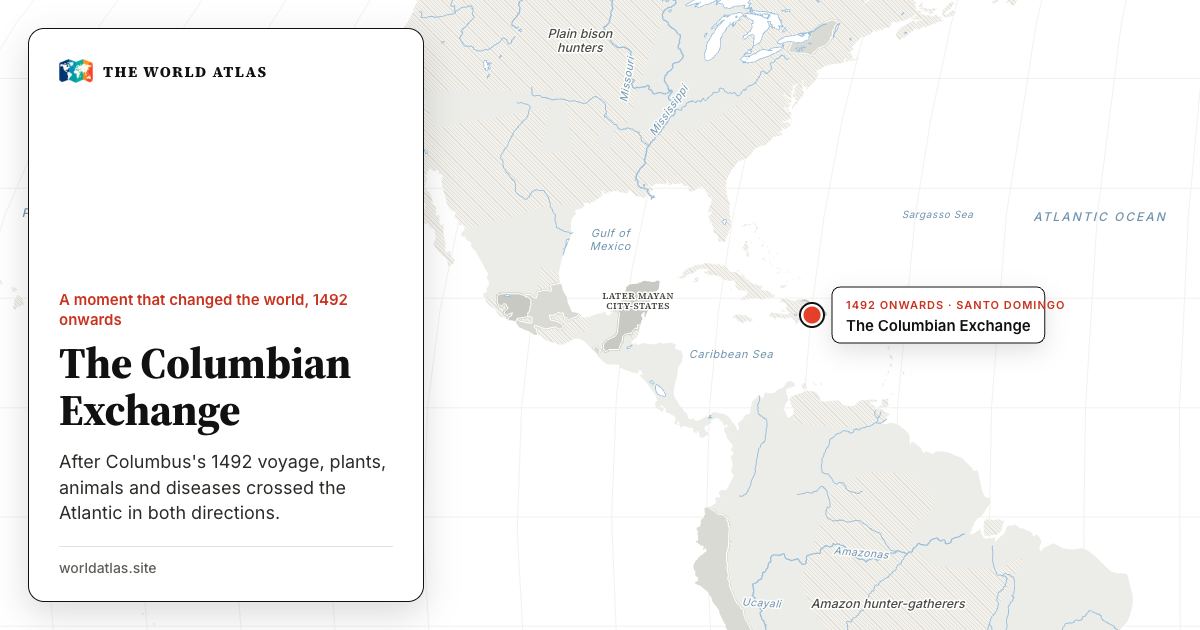 THE WORLD ATLAS
A moment that changed the world, 1492
onwards
The Columbian
Exchange
After Columbus's 1492 voyage, plants,
animals and diseases crossed the
Atlantic in both directions.
worldatlas.site
Plain bison
hunters
Missouri
Mississippi
Sargasso Sea
ATLANTIC OCEAN
Gulf of
Mexico
LATER MAYAN
CITY-STATES
1492 ONWARDS · SANTO DOMINGO
The Columbian Exchange
Caribbean Sea
Amazonas
Ucayali
Amazon hunter-gatherers